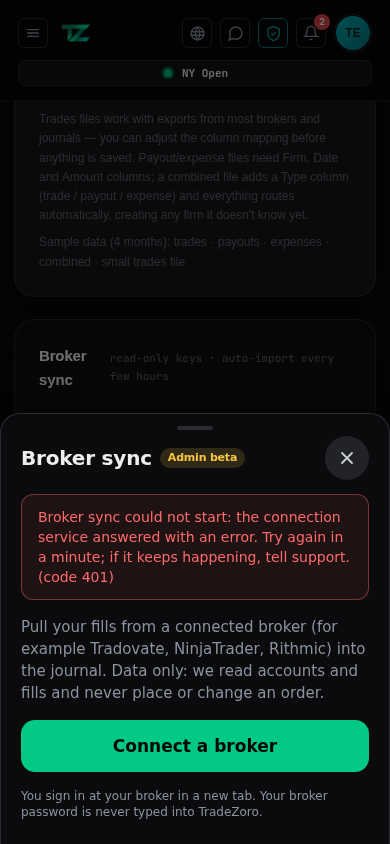 TZ
2
TE
NY Open
Trades files work with exports from most brokers and
journals — you can adjust the column mapping before
anything is saved. Payout/expense files need Firm, Date
and Amount columns; a combined file adds a Type column
(trade / payout / expense) and everything routes
automatically, creating any firm it doesn't know yet.
Sample data (4 months): trades · payouts · expenses ·
combined · small trades file
Broker
sync
read-only keys · auto-import every
few hours
Broker sync Admin beta
Broker sync could not start: the connection
service answered with an error. Try again in
a minute; if it keeps happening, tell support.
(code 401)
Pull your fills from a connected broker (for
example Tradovate, NinjaTrader, Rithmic) into
the journal. Data only: we read accounts and
fills and never place or change an order.
Connect a broker
You sign in at your broker in a new tab. Your broker
password is never typed into TradeZoro.